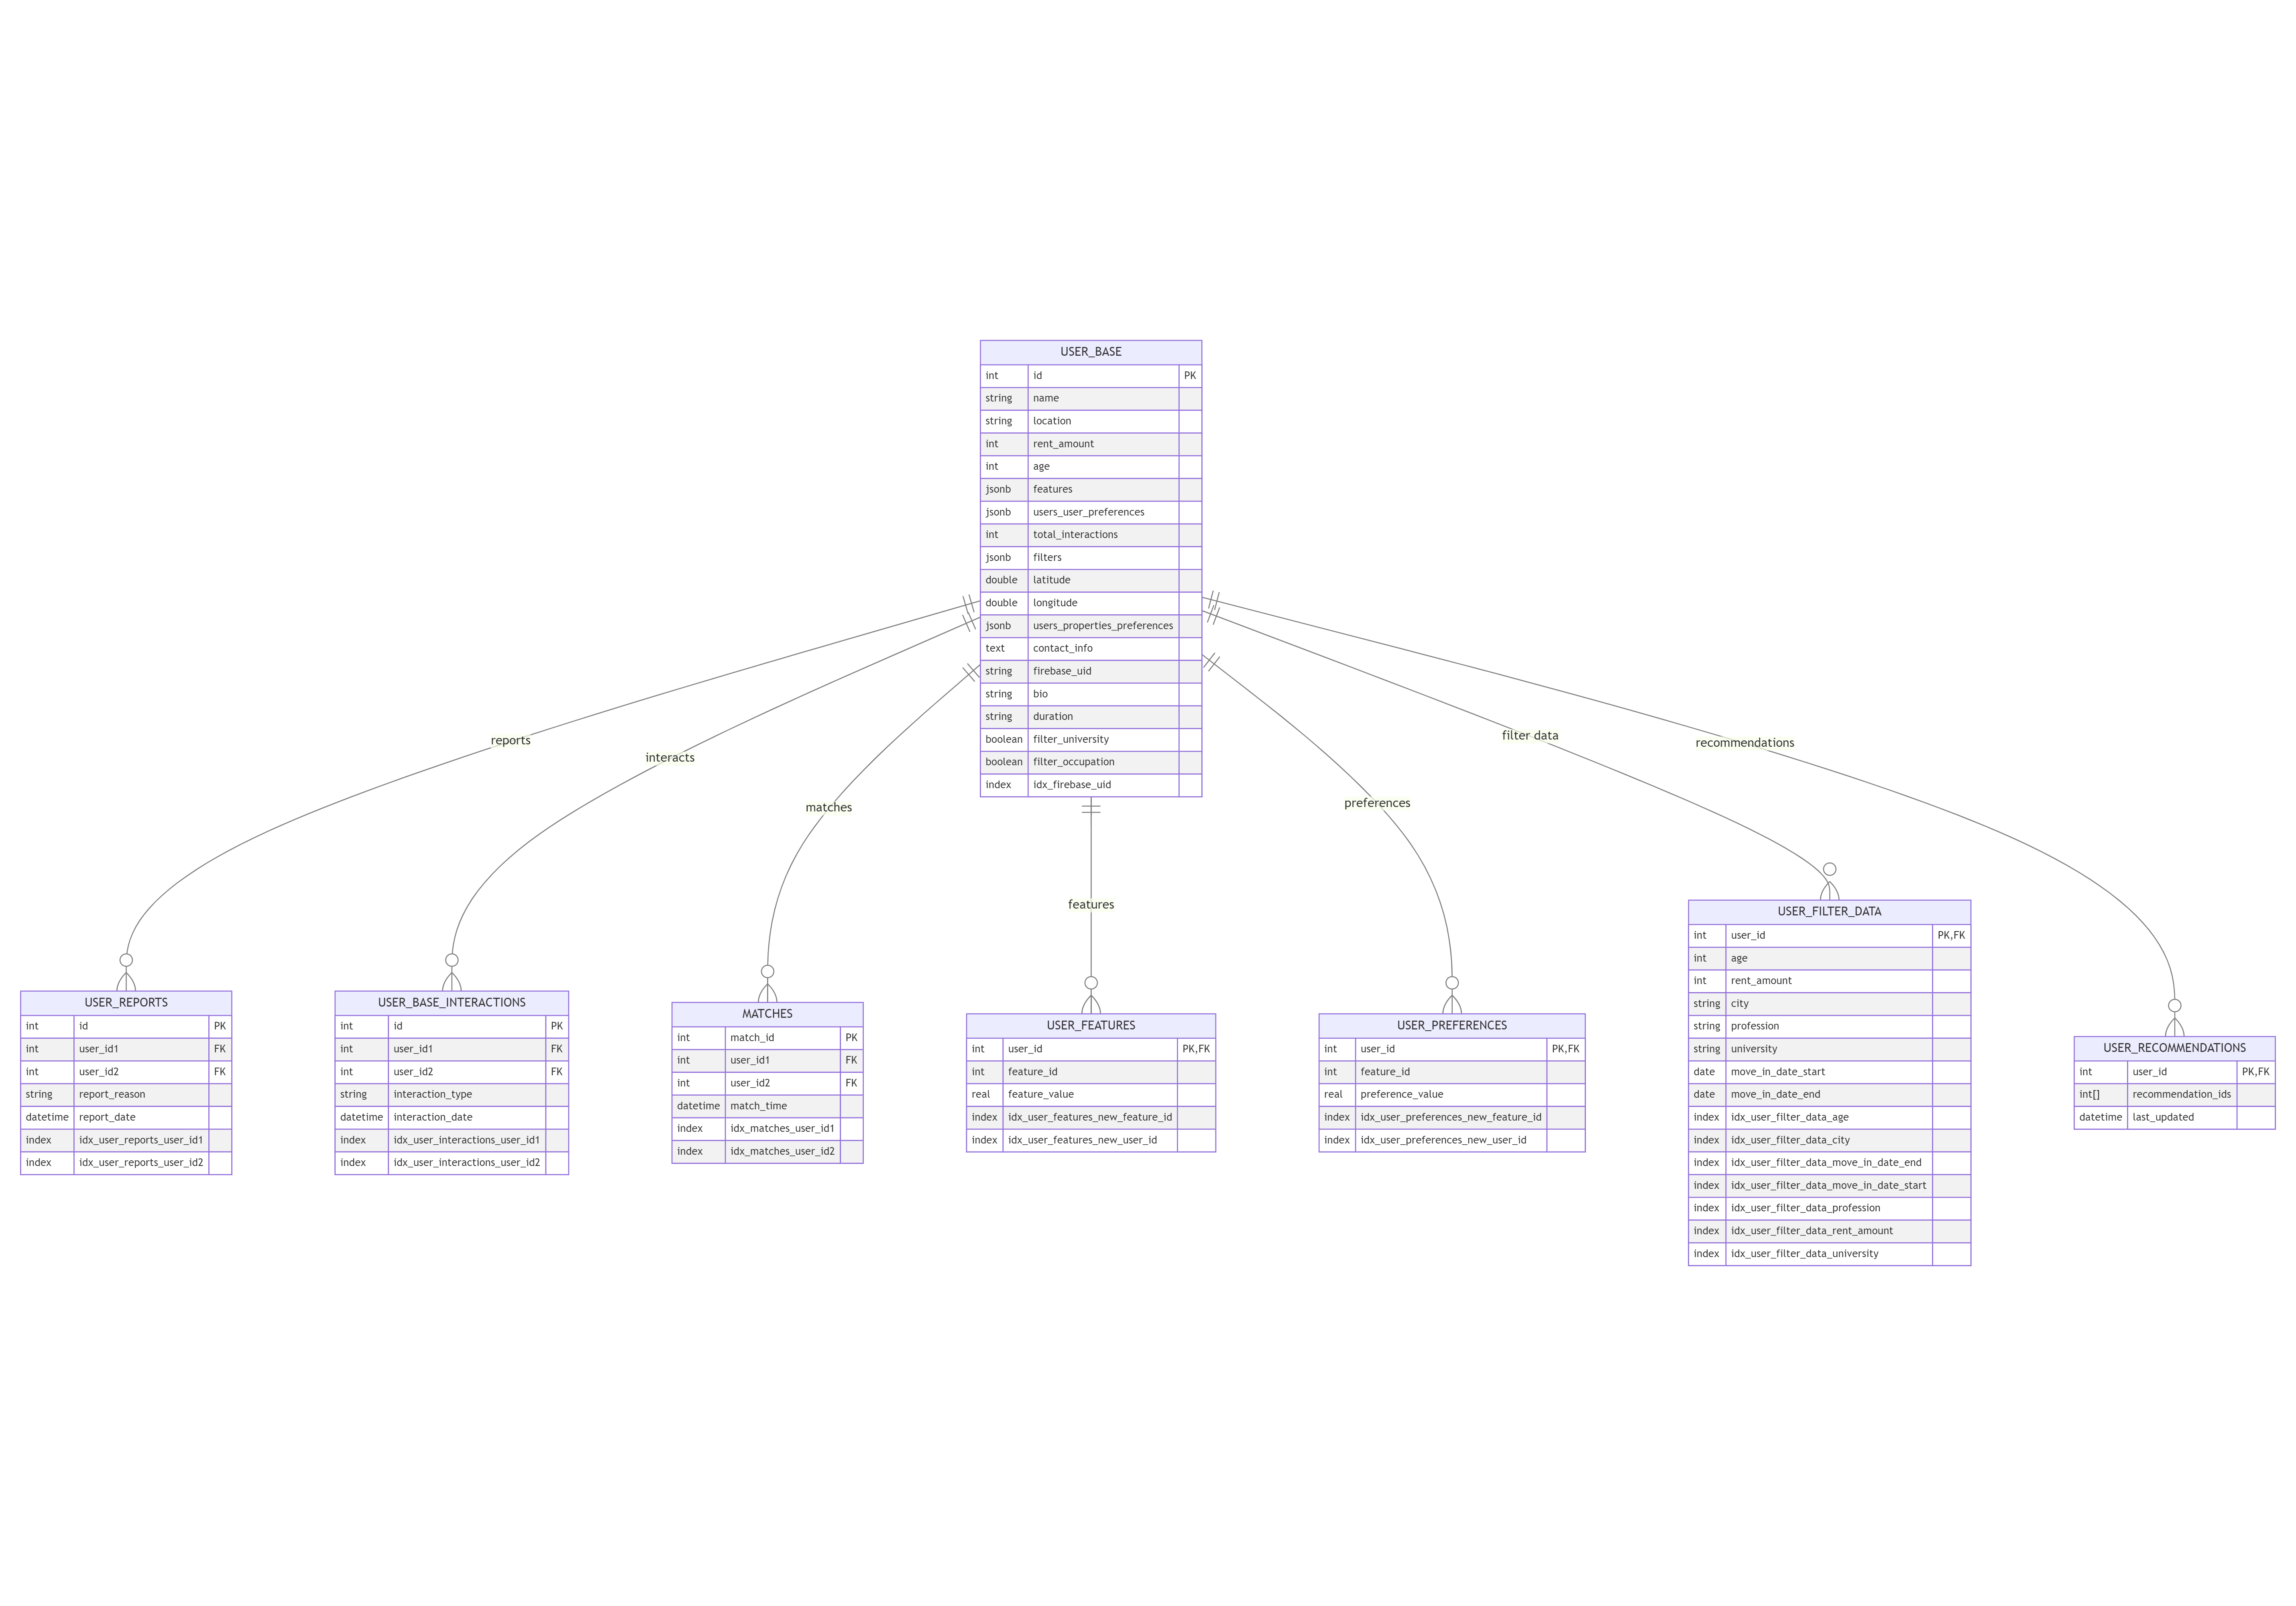 USER_BASE
int id PK
string name
string location
int rent_amount
int age
jsonb features
jsonb users_user_preferences
int total_interactions
jsonb filters
double latitude
double longitude
jsonb users_properties_preferences
text contact_info
string firebase_uid
string bio
string duration
boolean filter_university
boolean filter_occupation
index idx_firebase_uid
reports
interacts
matches
features
preferences
filter data
recommendations
USER_REPORTS
int id PK
int user_id1 FK
int user_id2 FK
string report_reason
datetime report_date
index idx_user_reports_user_id1
index idx_user_reports_user_id2
USER_BASE_INTERACTIONS
int id PK
int user_id1 FK
int user_id2 FK
string interaction_type
datetime interaction_date
index idx_user_interactions_user_id1
index idx_user_interactions_user_id2
MATCHES
int match_id PK
int user_id1 FK
int user_id2 FK
datetime match_time
index idx_matches_user_id1
index idx_matches_user_id2
USER_FEATURES
int user_id PK,FK
int feature_id
real feature_value
index idx_user_features_new_feature_id
index idx_user_features_new_user_id
USER_PREFERENCES
int user_id PK,FK
int feature_id
real preference_value
index idx_user_preferences_new_feature_id
index idx_user_preferences_new_user_id
USER_FILTER_DATA
int user_id PK,FK
int age
int rent_amount
string city
string profession
string university
date move_in_date_start
date move_in_date_end
index idx_user_filter_data_age
index idx_user_filter_data_city
index idx_user_filter_data_move_in_date_end
index idx_user_filter_data_move_in_date_start
index idx_user_filter_data_profession
index idx_user_filter_data_rent_amount
index idx_user_filter_data_university
USER_RECOMMENDATIONS
int user_id PK,FK
int[] recommendation_ids
datetime last_updated